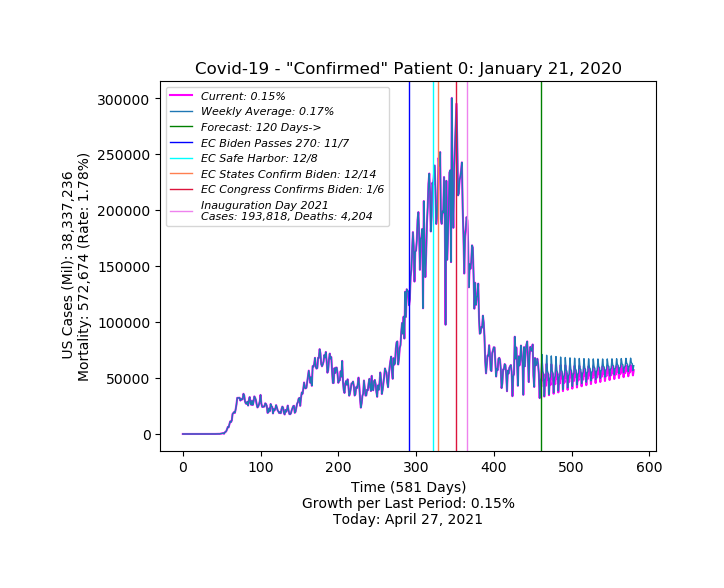 Covid-19 - "Confirmed" Patient 0: January 21, 2020
300000
250000
200000
150000
100000
50000
0
US Cases (Mil): 38,337,236
Mortality: 572,674 (Rate: 1.78%)
Current: 0.15%
Weekly Average: 0.17%
Forecast: 120 Days->
EC Biden Passes 270: 11/7
EC Safe Harbor: 12/8
EC States Confirm Biden: 12/14
EC Congress Confirms Biden: 1/6
Inauguration Day 2021
Cases: 193,818, Deaths: 4,204
0 100 200 300 400 500 600
Time (581 Days)
Growth per Last Period: 0.15%
Today: April 27, 2021